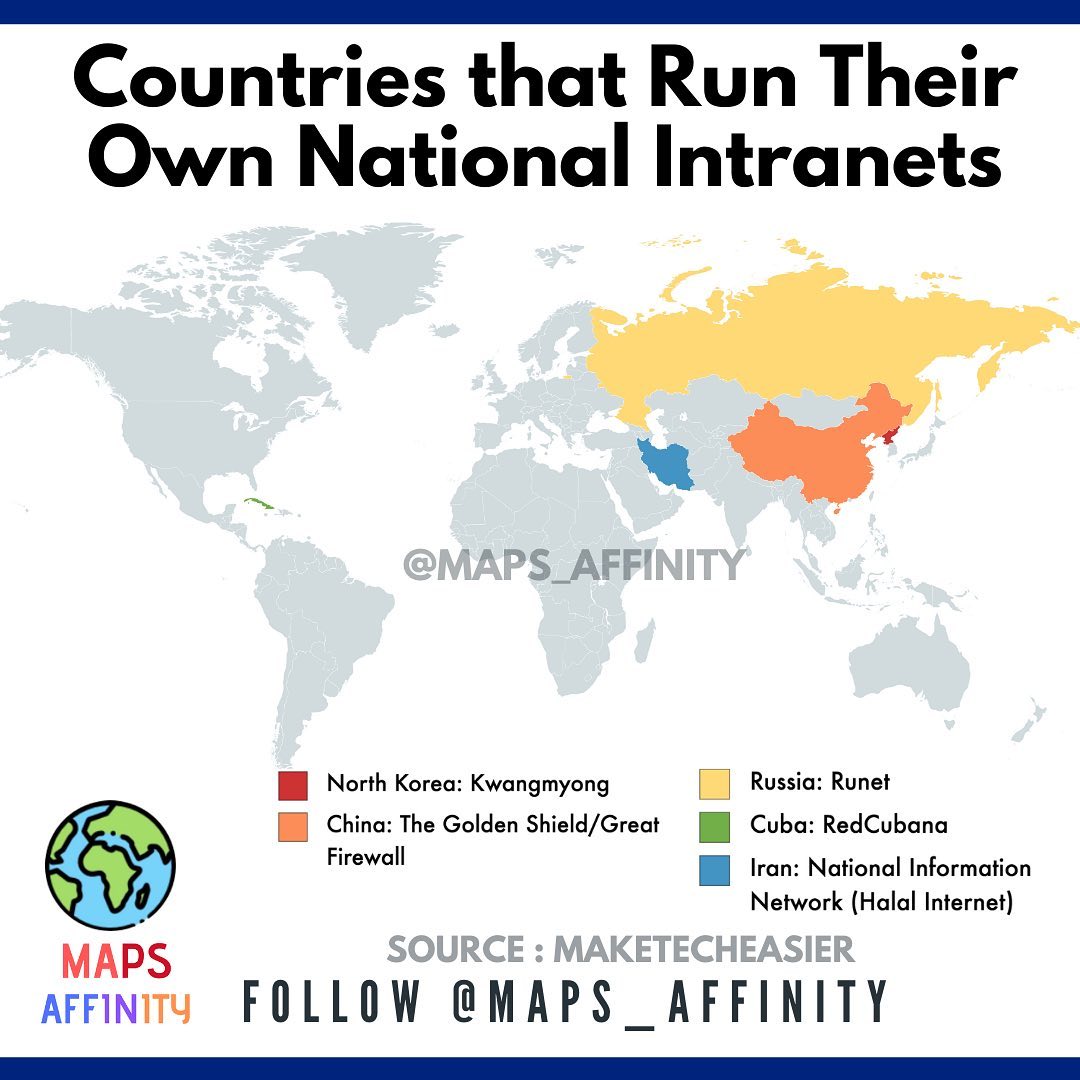 Countries that Run Their
Own National Intranets
@MAPS_AFFINITY
North Korea: Kwangmyong
China: The Golden Shield/Great
Firewall
Russia: Runet
Cuba: RedCubana
Iran: National Information
Network (Halal Internet)
MAPS
AFFINITY
SOURCE : MAKETECHEASIER
FOLLOW @MAPS_AFFINITY